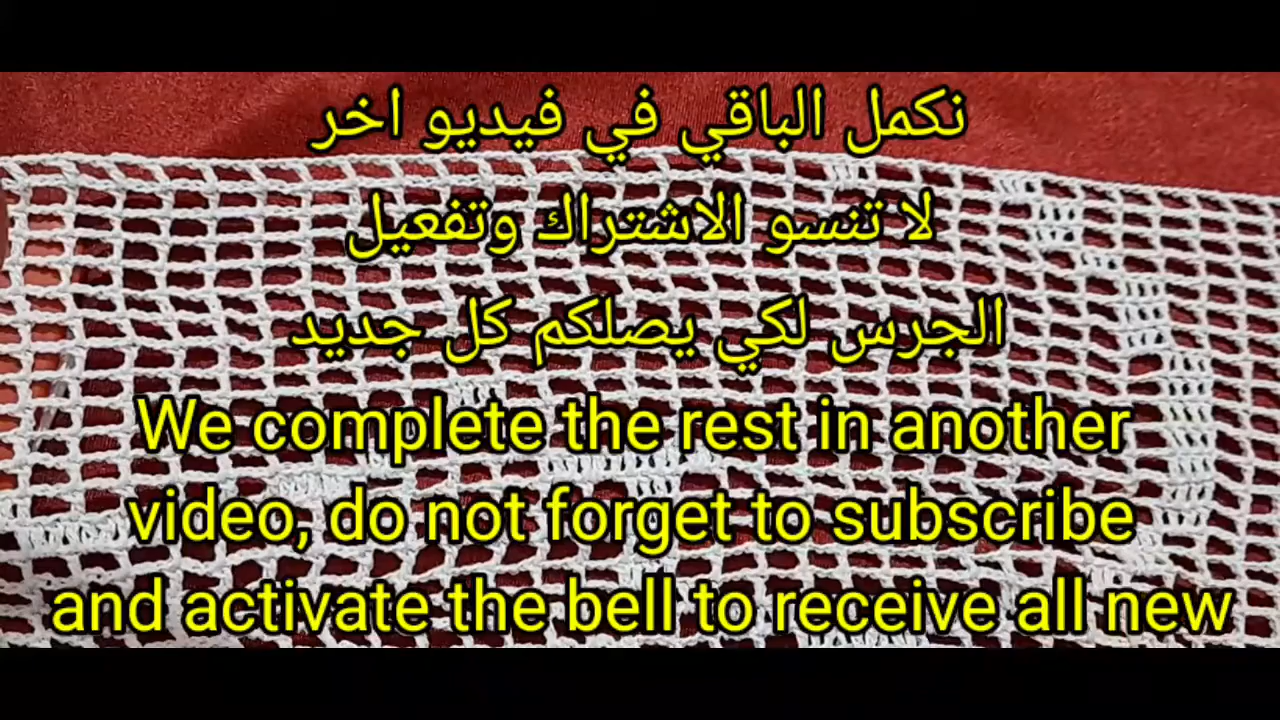 نكمل الباقي في فيديو اخر
لا تنسو الاشتراك وتفعيل
الجرس لكي يصلكم كل جديد
We complete the rest in another
video, do not forget to subscribe
and activate the bell to receive all new